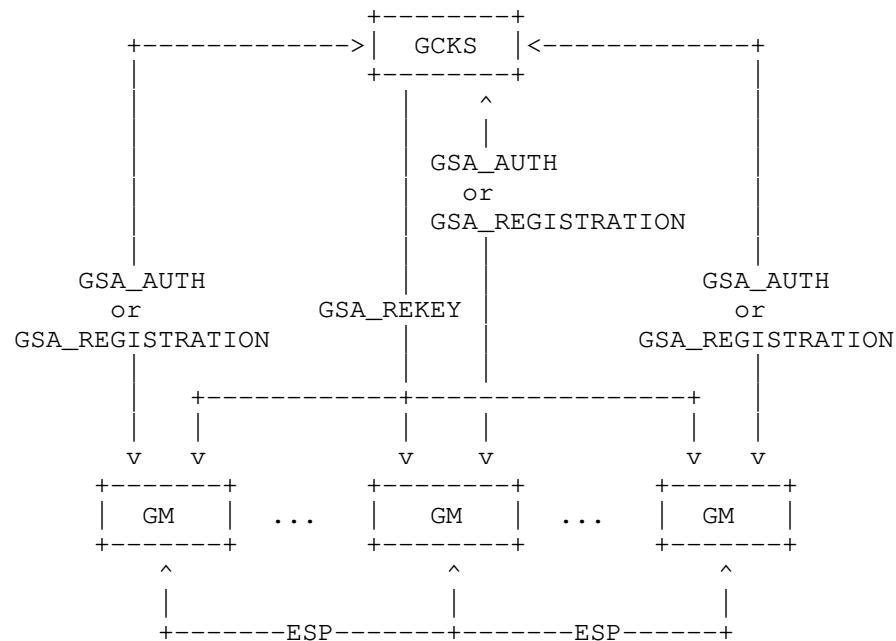 GCKS
GSA_AUTH
or
GSA_REGISTRATION
GSA_AUTH GSA_AUTH
or GSA_REKEY or
GSA_REGISTRATION GSA_REGISTRATION
GM ... GM ... GM
ESP ESP